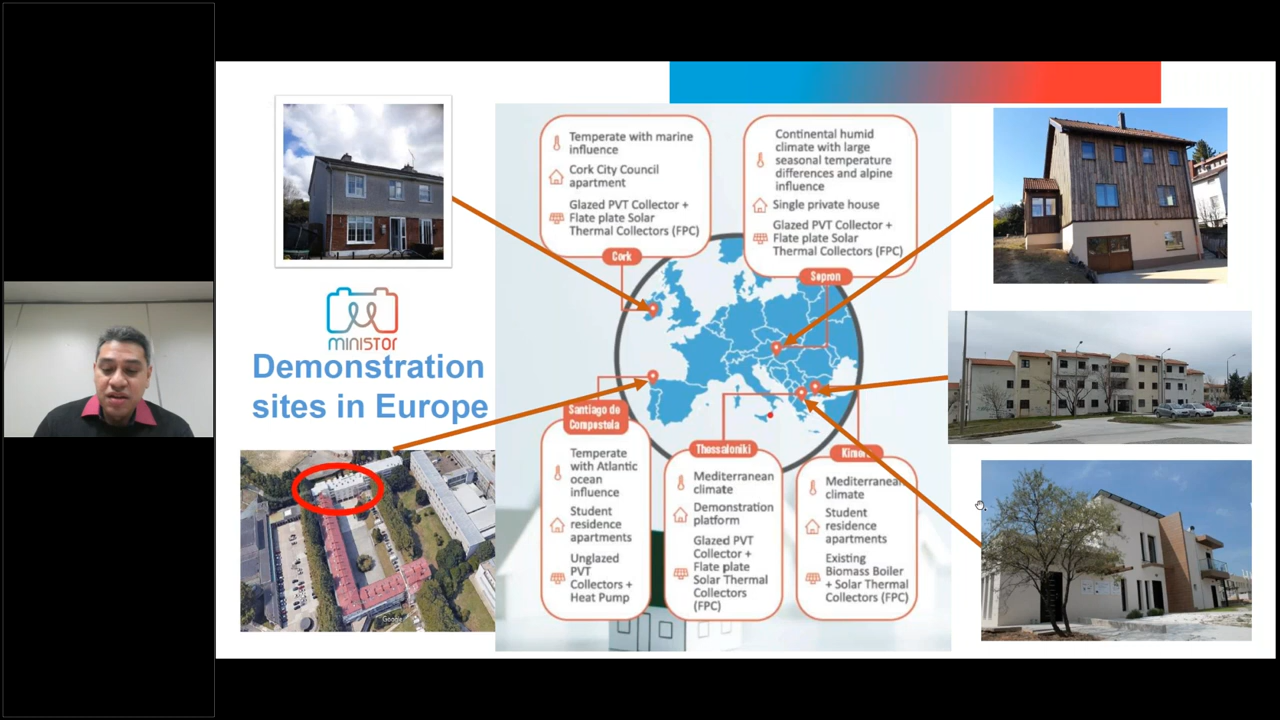 Temperate with marine
influence
Cork City Council
apartment
Glazed PVT Collector +
Flate plate Solar
Thermal Collectors (FPC)
Cork
Continental humid
climate with large
seasonal temperature
differences and alpine
influence
Single private house
Glazed PVT Collector +
Flate plate Solar
Thermal Collectors (FPC)
Sopron
MiNiSTOR
Demonstration
sites in Europe
Santiago de
Compostela
Temperate
with Atlantic
ocean
influence
Student
residence
apartments
Unglazed
PVT
Collectors +
Heat Pump
Thessaloniki
Mediterranean
climate
Demonstration
platform
Glazed PVT
Collector +
Flate plate
Solar Thermal
Collectors
(FPC)
Mediterranean
climate
Student
residence
apartments
Existing
Biomass Boiler
+ Solar Thermal
Collectors (FPC)
Google